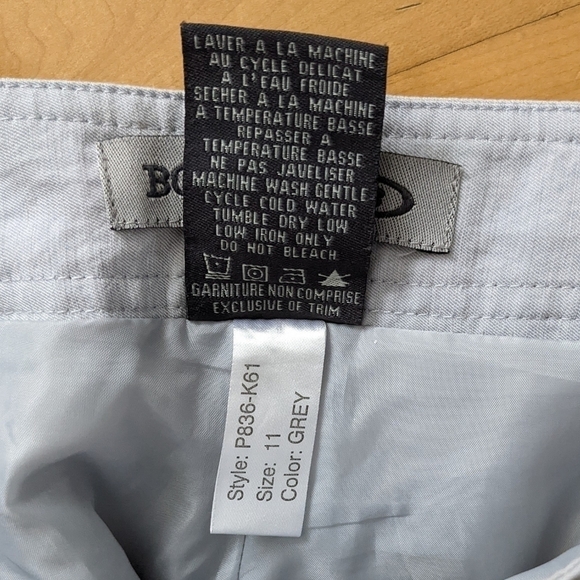 LAVER A LA MACHINE
AU CYCLE DELICAT
A L'EAU FROIDE
SECHER A LA MACHINE
A TEMPERATURE BASSE
REPASSER A
TEMPERATURE BASSE
NE PAS JAVELISER
MACHINE WASH GENTLE
CYCLE COLD WATER
TUMBLE DRY LOW
LOW IRON ONLY
DO NOT BLEACH
GARNITURE NON COMPRISE
EXCLUSIVE OF TRIM
Style: P836-K61
Size: 11
Color: GREY